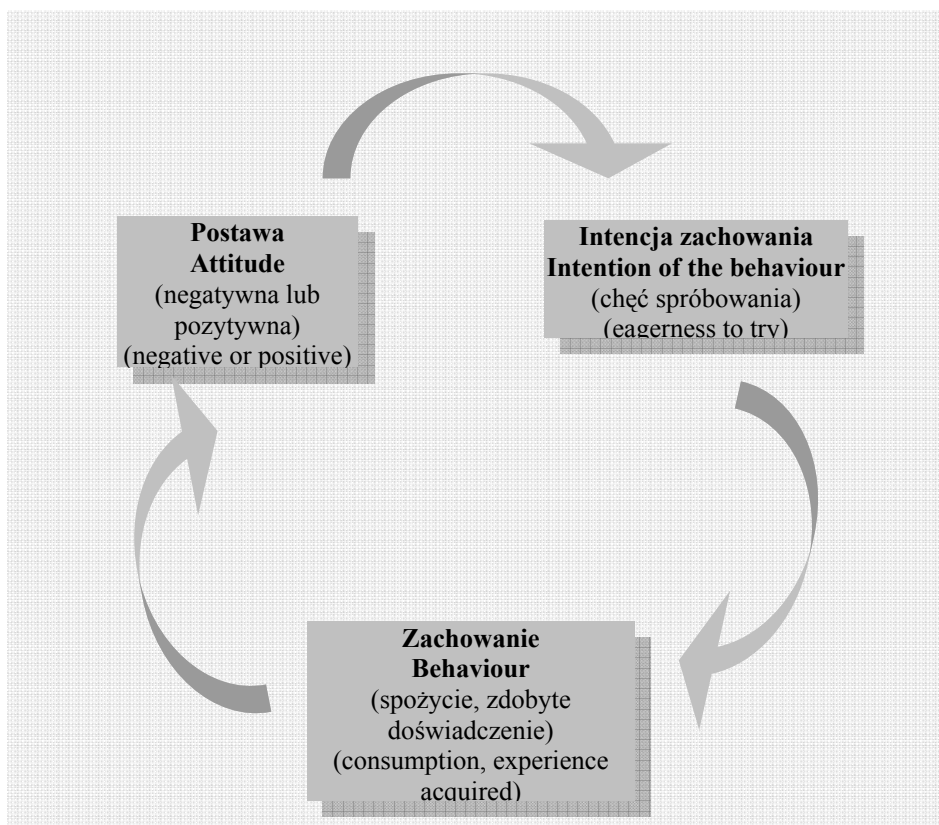 Postawa
Attitude
(negatywna lub
pozytywna)
(negative or positive)
Intencja zachowania
Intention of the behaviour
(chęć spróbowania)
(eagerness to try)
Zachowanie
Behaviour
(spożycie, zdobyte
doświadczenie)
(consumption, experience
acquired)